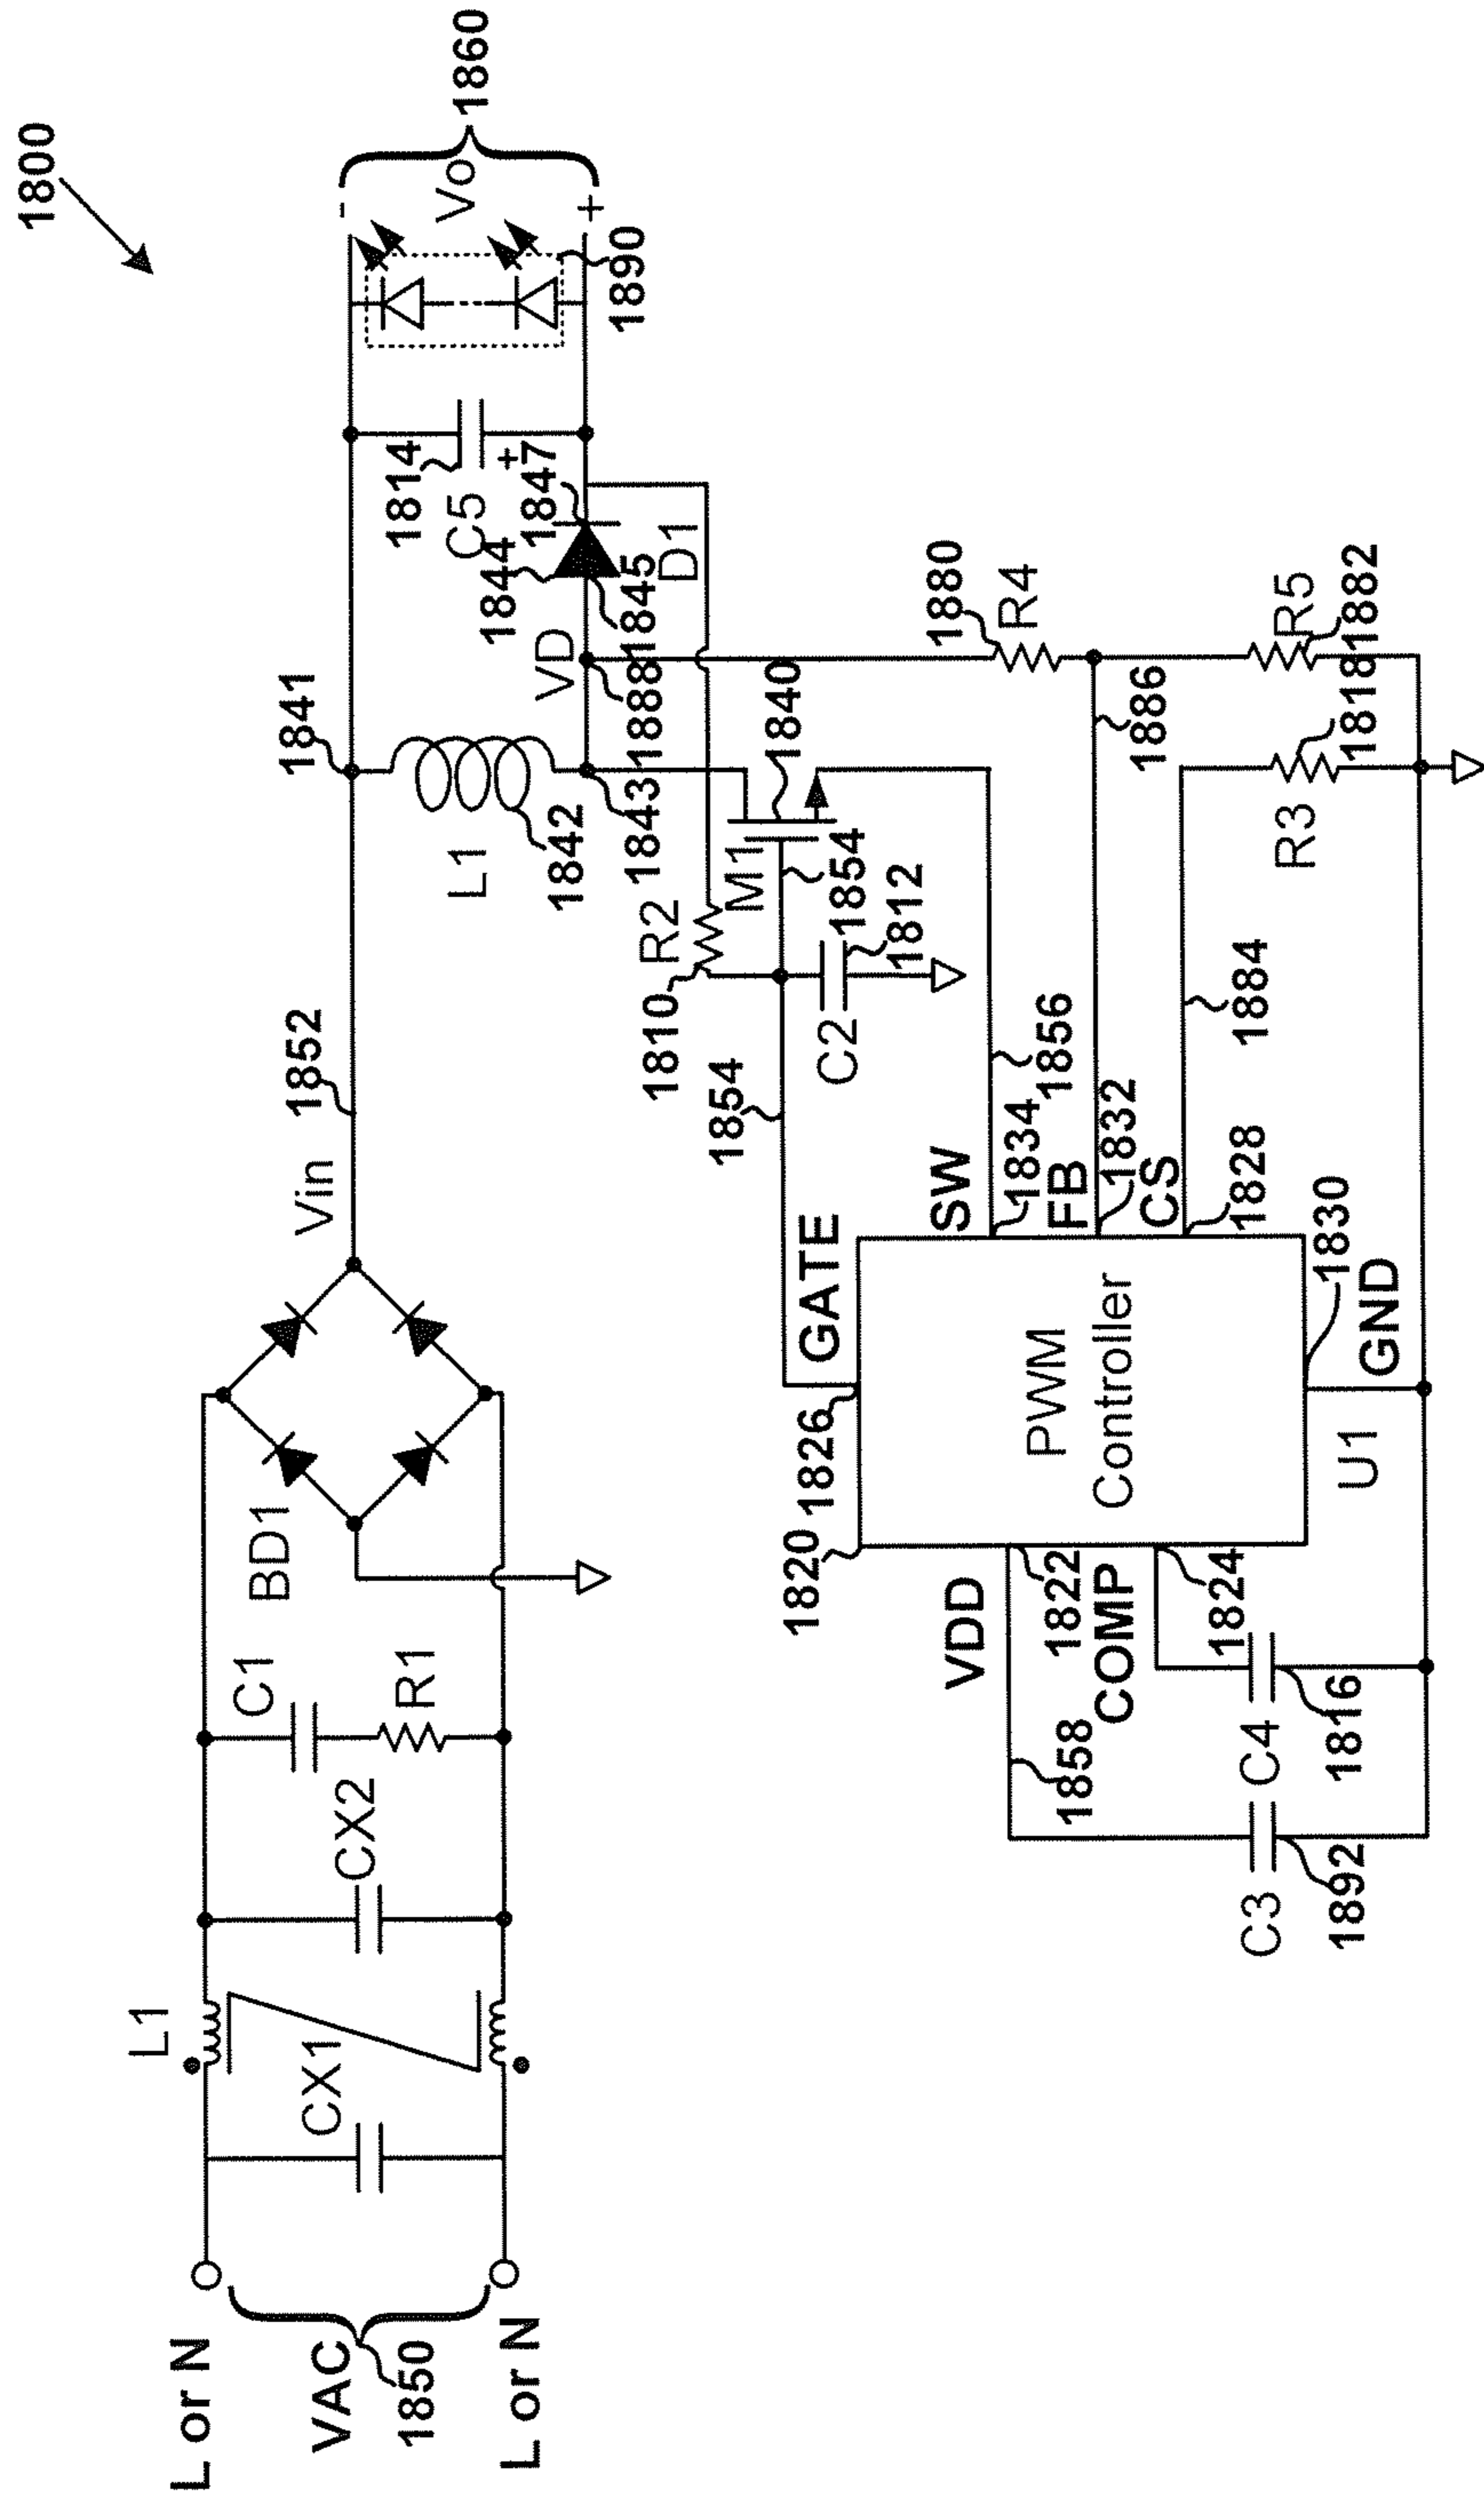 1800
L or N
VAC
1850
L or N
L1
CX1
CX2
C1
R1
BD1
Vin
1852
1841
L1
1842
1843
VD
1888
1844
1845
1847
D1
1814
C5
+
-
Vo
+
1860
1890
R2
1810
M1
1840
1854
1854
C2
1812
GATE
1826
1820
SW
1834
1856
FB
1832
CS
1828
1884
1886
1880
R4
R5
1882
R3
1818
PWM
Controller
U1
1830
GND
VDD
1822
1858
COMP
1824
C4
1816
C3
1892